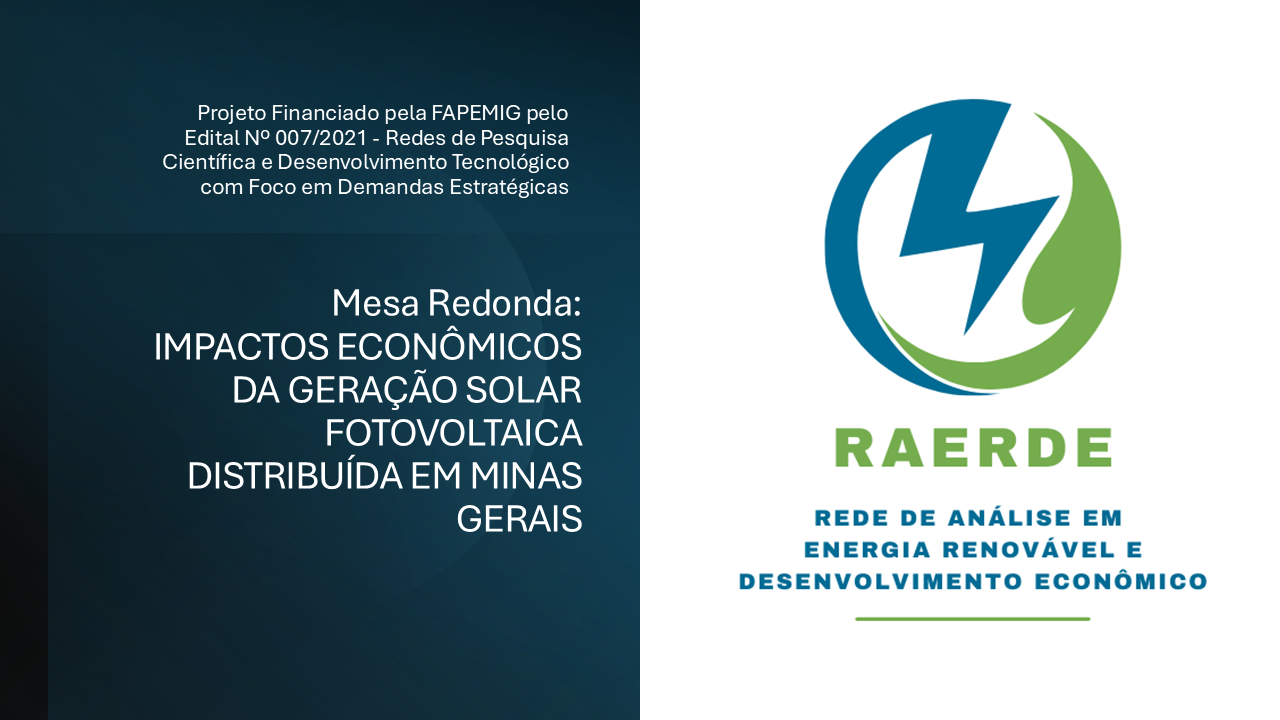 Projeto Financiado pela FAPEMIG pelo
Edital Nº 007/2021 - Redes de Pesquisa
Científica e Desenvolvimento Tecnológico
com Foco em Demandas Estratégicas
Mesa Redonda:
IMPACTOS ECONÔMICOS
DA GERAÇÃO SOLAR
FOTOVOLTAICA
DISTRIBUÍDA EM MINAS
GERAIS
RAERDE
REDE DE ANÁLISE EM
ENERGIA RENOVÁVEL E
DESENVOLVIMENTO ECONÔMICO